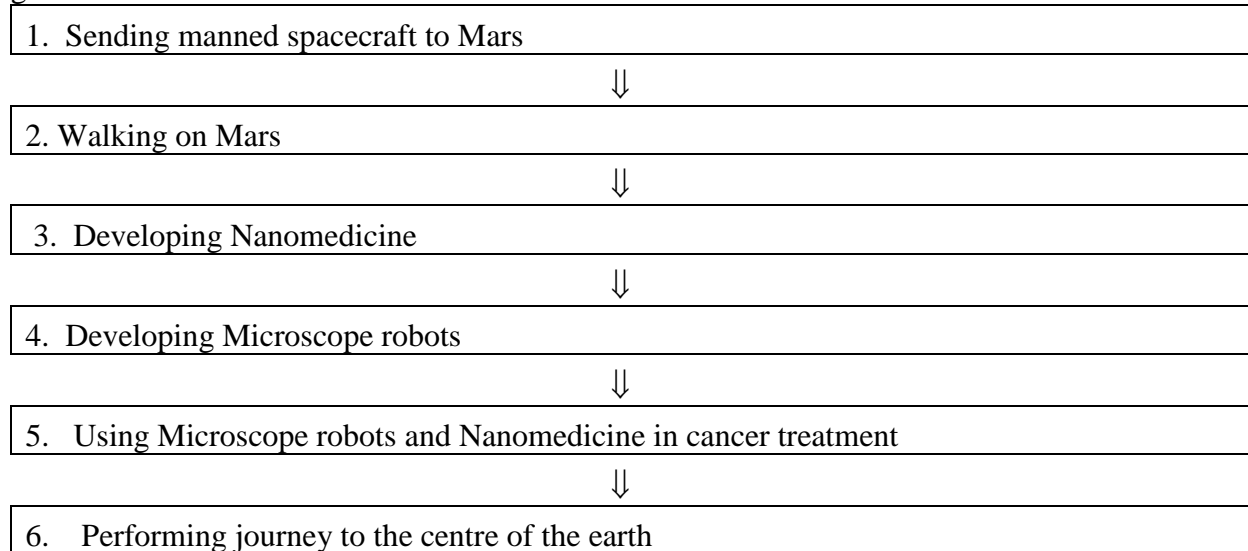 1. Sending manned spacecraft to Mars
⇓
2. Walking on Mars
⇓
3. Developing Nanomedicine
⇓
4. Developing Microscope robots
⇓
5. Using Microscope robots and Nanomedicine in cancer treatment
⇓
6. Performing journey to the centre of the earth